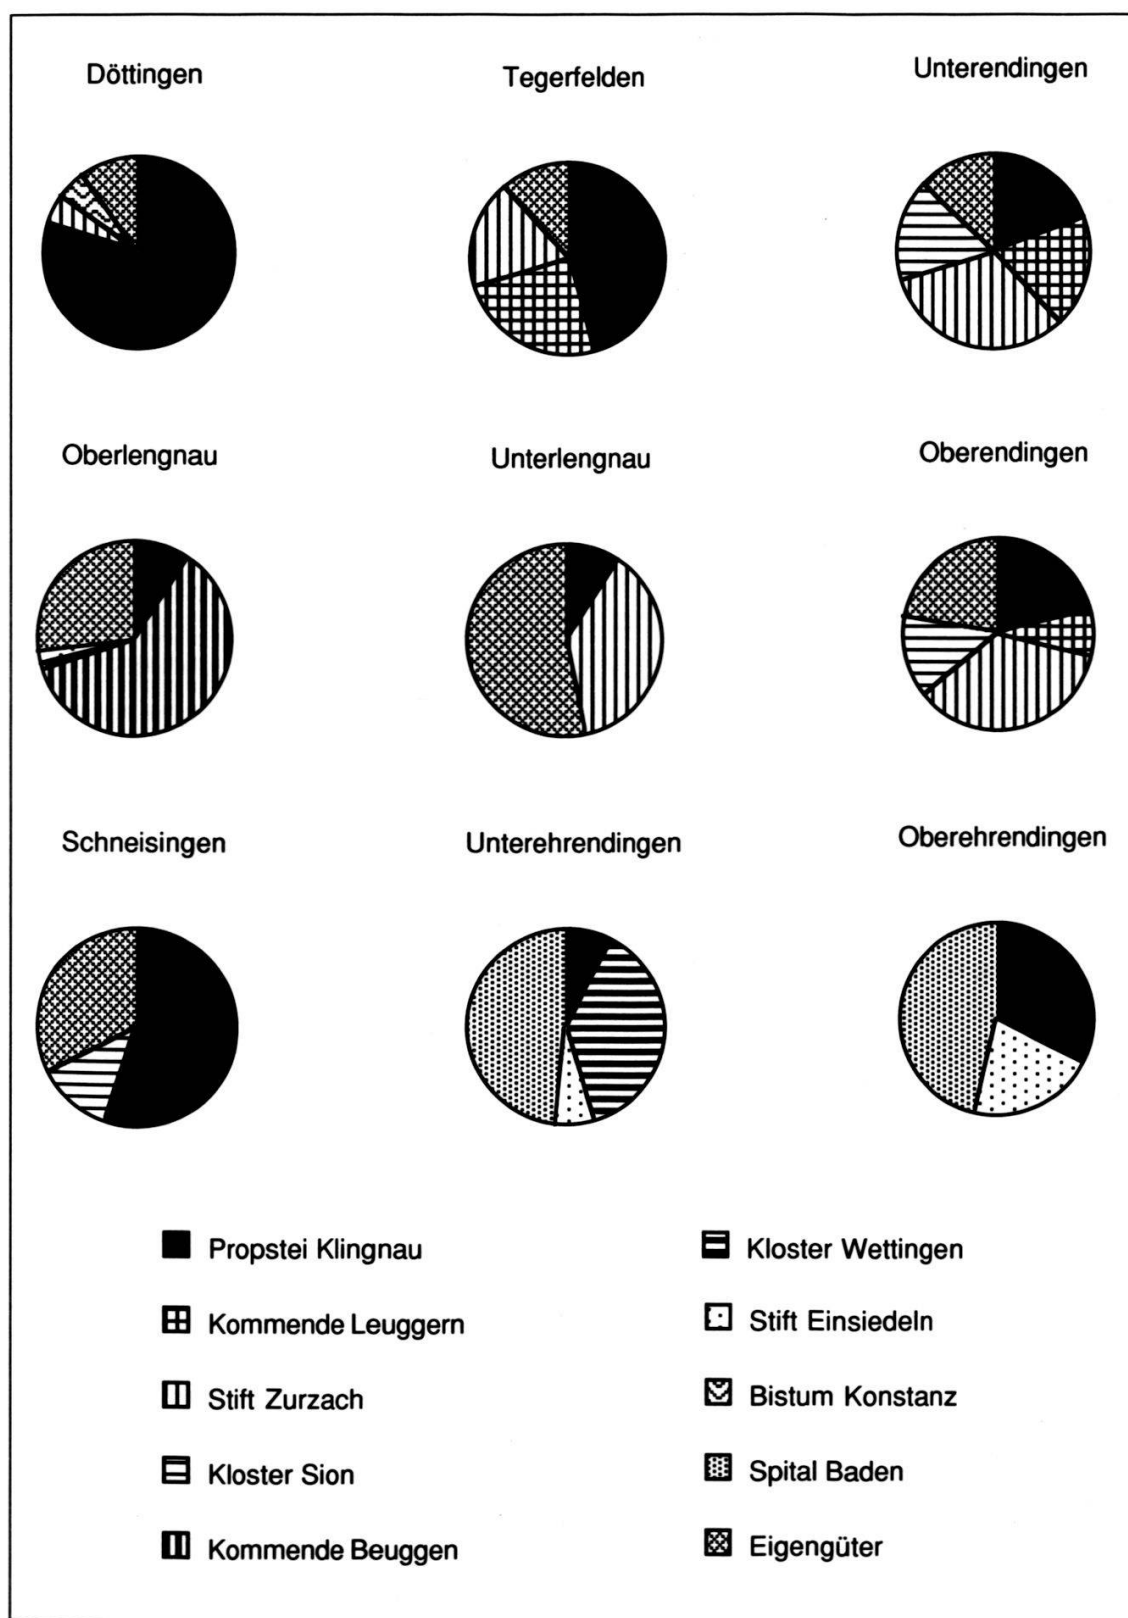 Döttingen
Tegerfelden
Unterendingen
Oberlengnau
Unterlengnau
Oberendingen
Schneisingen
Unterehrendingen
Oberehrendingen
Propstei Klingnau
Kommende Leuggern
Stift Zurzach
Kloster Sion
Kommende Beuggen
Kloster Wettingen
Stift Einsiedeln
Bistum Konstanz
Spital Baden
Eigengüter